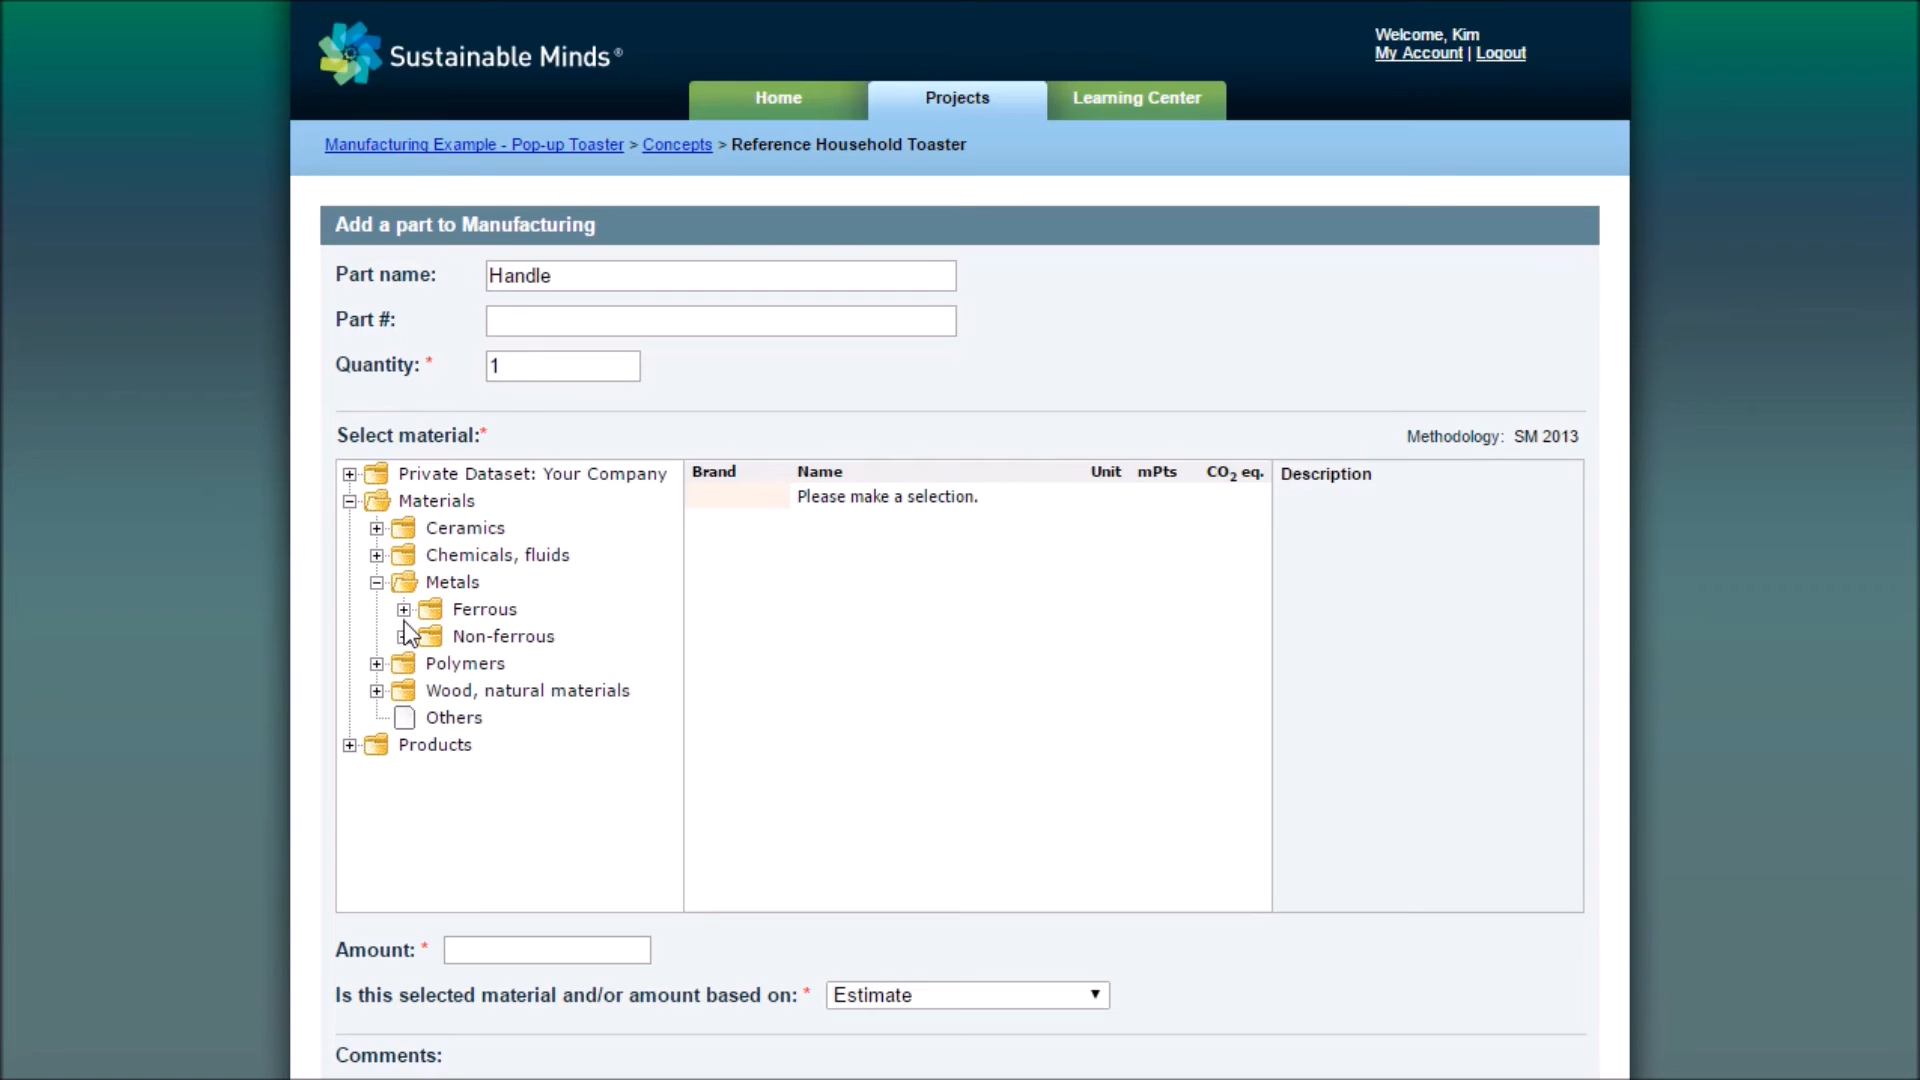 Sustainable Minds®
Welcome, Kim
My Account | Logout
Home
Projects
Learning Center
Manufacturing Example - Pop-up Toaster > Concepts > Reference Household Toaster
Add a part to Manufacturing
Part name: Handle
Part #:
Quantity: * 1
Select material:*
Methodology: SM 2013
Private Dataset: Your Company
Materials
Ceramics
Chemicals, fluids
Metals
Ferrous
Non-ferrous
Polymers
Wood, natural materials
Others
Products
Brand Name Unit mPts CO2 eq.
Please make a selection.
Description
Amount: *
Is this selected material and/or amount based on: * Estimate
Comments: